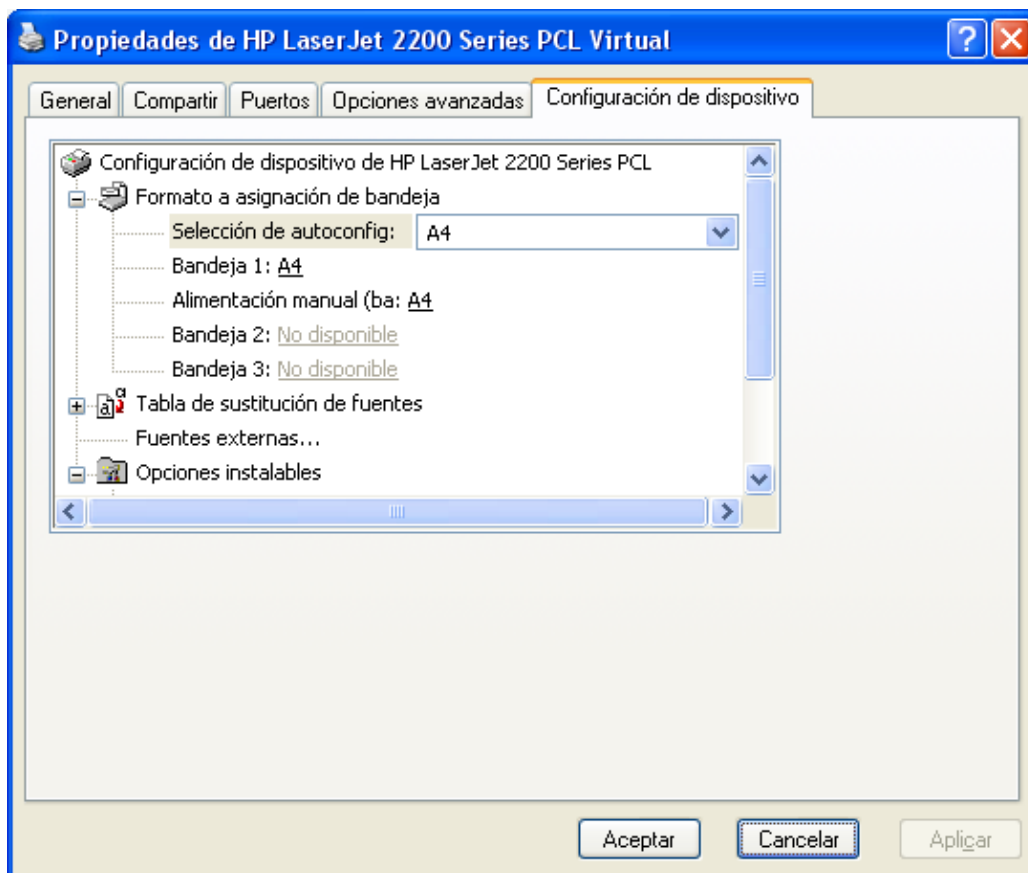 Propiedades de HP LaserJet 2200 Series PCL Virtual
General Compartir Puertos Opciones avanzadas Configuración de dispositivo
Configuración de dispositivo de HP LaserJet 2200 Series PCL
Formato a asignación de bandeja
Selección de autoconfig: A4
Bandeja 1: A4
Alimentación manual (ba: A4
Bandeja 2: No disponible
Bandeja 3: No disponible
Tabla de sustitución de fuentes
Fuentes externas...
Opciones instalables
Aceptar Cancelar Aplicar